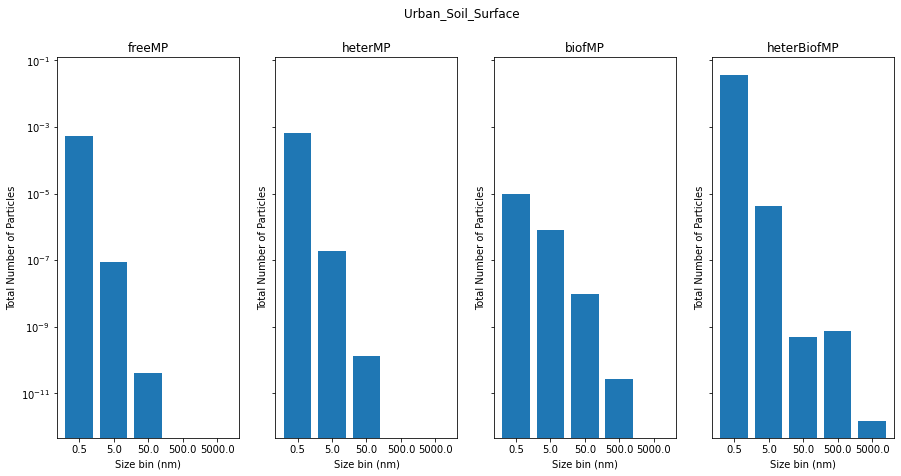 Urban_Soil_Surface
freeMP
heterMP
biofMP
heterBiofMP
10⁻¹
10⁻³
10⁻⁵
10⁻⁷
10⁻⁹
10⁻¹¹
Total Number of Particles
Total Number of Particles
Total Number of Particles
Total Number of Particles
0.5 5.0 50.0 500.0 5000.0
0.5 5.0 50.0 500.0 5000.0
0.5 5.0 50.0 500.0 5000.0
0.5 5.0 50.0 500.0 5000.0
Size bin (nm)
Size bin (nm)
Size bin (nm)
Size bin (nm)